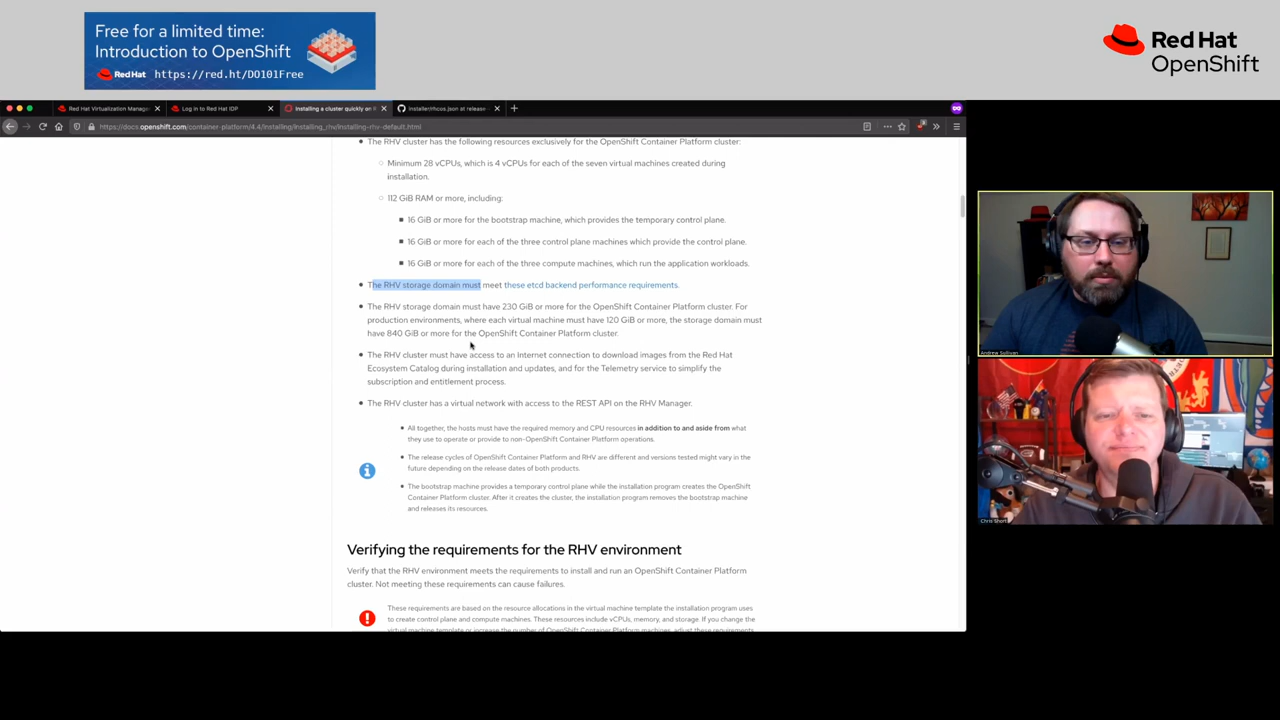 Free for a limited time:
Introduction to OpenShift
Red Hat https://red.ht/DO101Free
Red Hat
OpenShift
Red Hat Virtualization Manag
Log in to Red Hat IDP
Installing a cluster quickly on R
installer/rhcos.json at release-
https://docs.openshift.com/container-platform/4.4/installing/installing_rhv/installing-rhv-default.html
The RHV cluster has the following resources exclusively for the OpenShift Container Platform cluster:
Minimum 28 vCPUs, which is 4 vCPUs for each of the seven virtual machines created during
installation.
112 GiB RAM or more, including:
16 GiB or more for the bootstrap machine, which provides the temporary control plane.
16 GiB or more for each of the three control plane machines which provide the control plane.
16 GiB or more for each of the three compute machines, which run the application workloads.
The RHV storage domain must meet these etcd backend performance requirements.
The RHV storage domain must have 230 GiB or more for the OpenShift Container Platform cluster. For
production environments, where each virtual machine must have 120 GiB or more, the storage domain must
have 840 GiB or more for the OpenShift Container Platform cluster.
The RHV cluster must have access to an Internet connection to download images from the Red Hat
Ecosystem Catalog during installation and updates, and for the Telemetry service to simplify the
subscription and entitlement process.
The RHV cluster has a virtual network with access to the REST API on the RHV Manager.
All together, the hosts must have the required memory and CPU resources in addition to and aside from what
they use to operate or provide to non-OpenShift Container Platform operations.
The release cycles of OpenShift Container Platform and RHV are different and versions tested might vary in the
future depending on the release dates of both products.
The bootstrap machine provides a temporary control plane while the installation program creates the OpenShift
Container Platform cluster. After it creates the cluster, the installation program removes the bootstrap machine
and releases its resources.
Verifying the requirements for the RHV environment
Verify that the RHV environment meets the requirements to install and run an OpenShift Container Platform
cluster. Not meeting these requirements can cause failures.
These requirements are based on the resource allocations in the virtual machine template the installation program uses
to create control plane and compute machines. These resources include vCPUs, memory, and storage. If you change the
virtual machine template or increase the number of OpenShift Container Platform machines, adjust these requirements
Andrew Sullivan
Chris Short